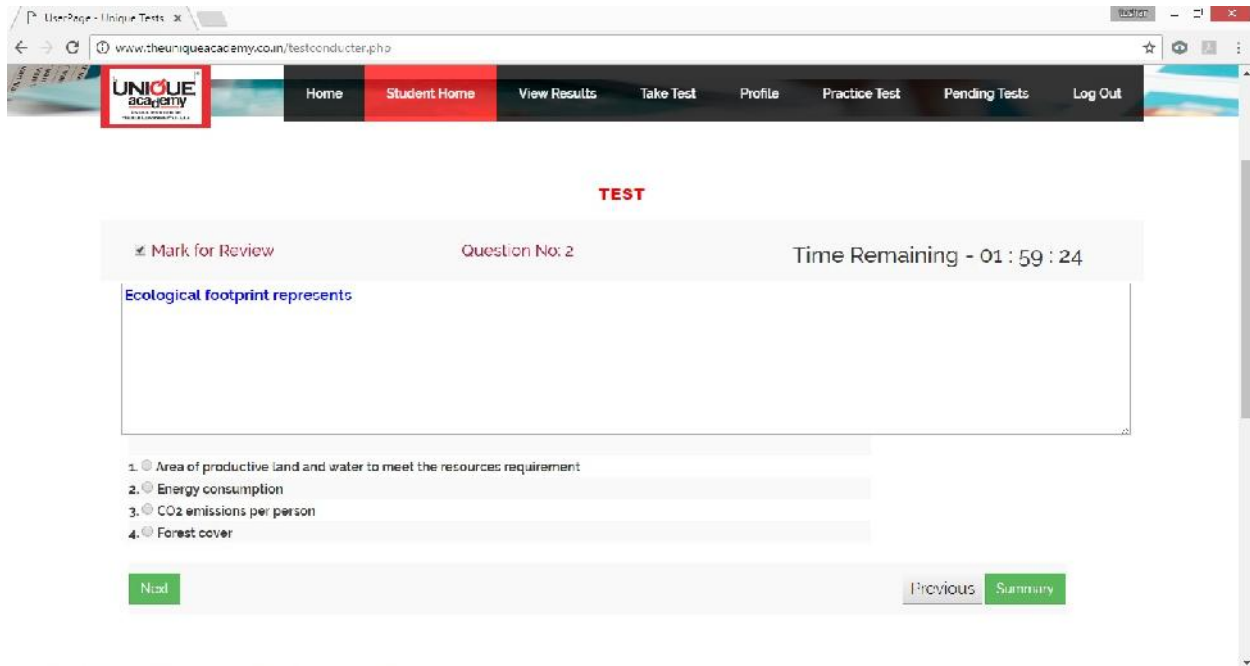 UserPage - Unique Tests
www.theuniqueacademy.co.in/testconducter.php
UNIQUE
academy
Home Student Home View Results Take Test Profile Practice Test Pending Tests Log Out
TEST
Mark for Review Question No: 2 Time Remaining - 01 : 59 : 24
Ecological footprint represents
1. Area of productive land and water to meet the resources requirement
2. Energy consumption
3. CO2 emissions per person
4. Forest cover
Next Previous Summary